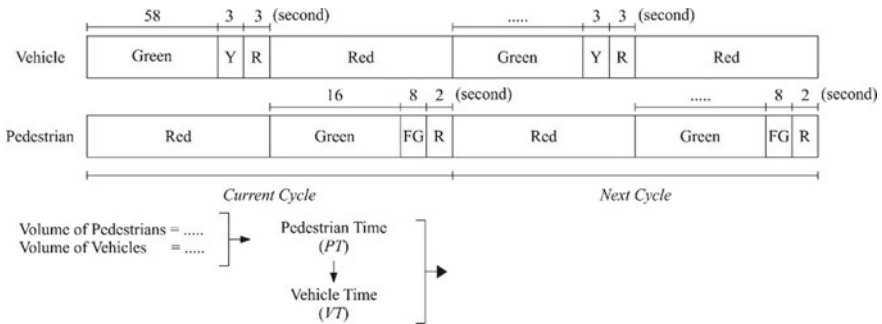 58 3 3 (second) ..... 3 3 (second)
Vehicle Green Y R Red Green Y R Red
16 8 2 (second) ..... 8 2 (second)
Pedestrian Red Green FG R Red Green FG R
Current Cycle Next Cycle
Volume of Pedestrians = .....
Volume of Vehicles = .....
Pedestrian Time
(PT)
Vehicle Time
(VT)